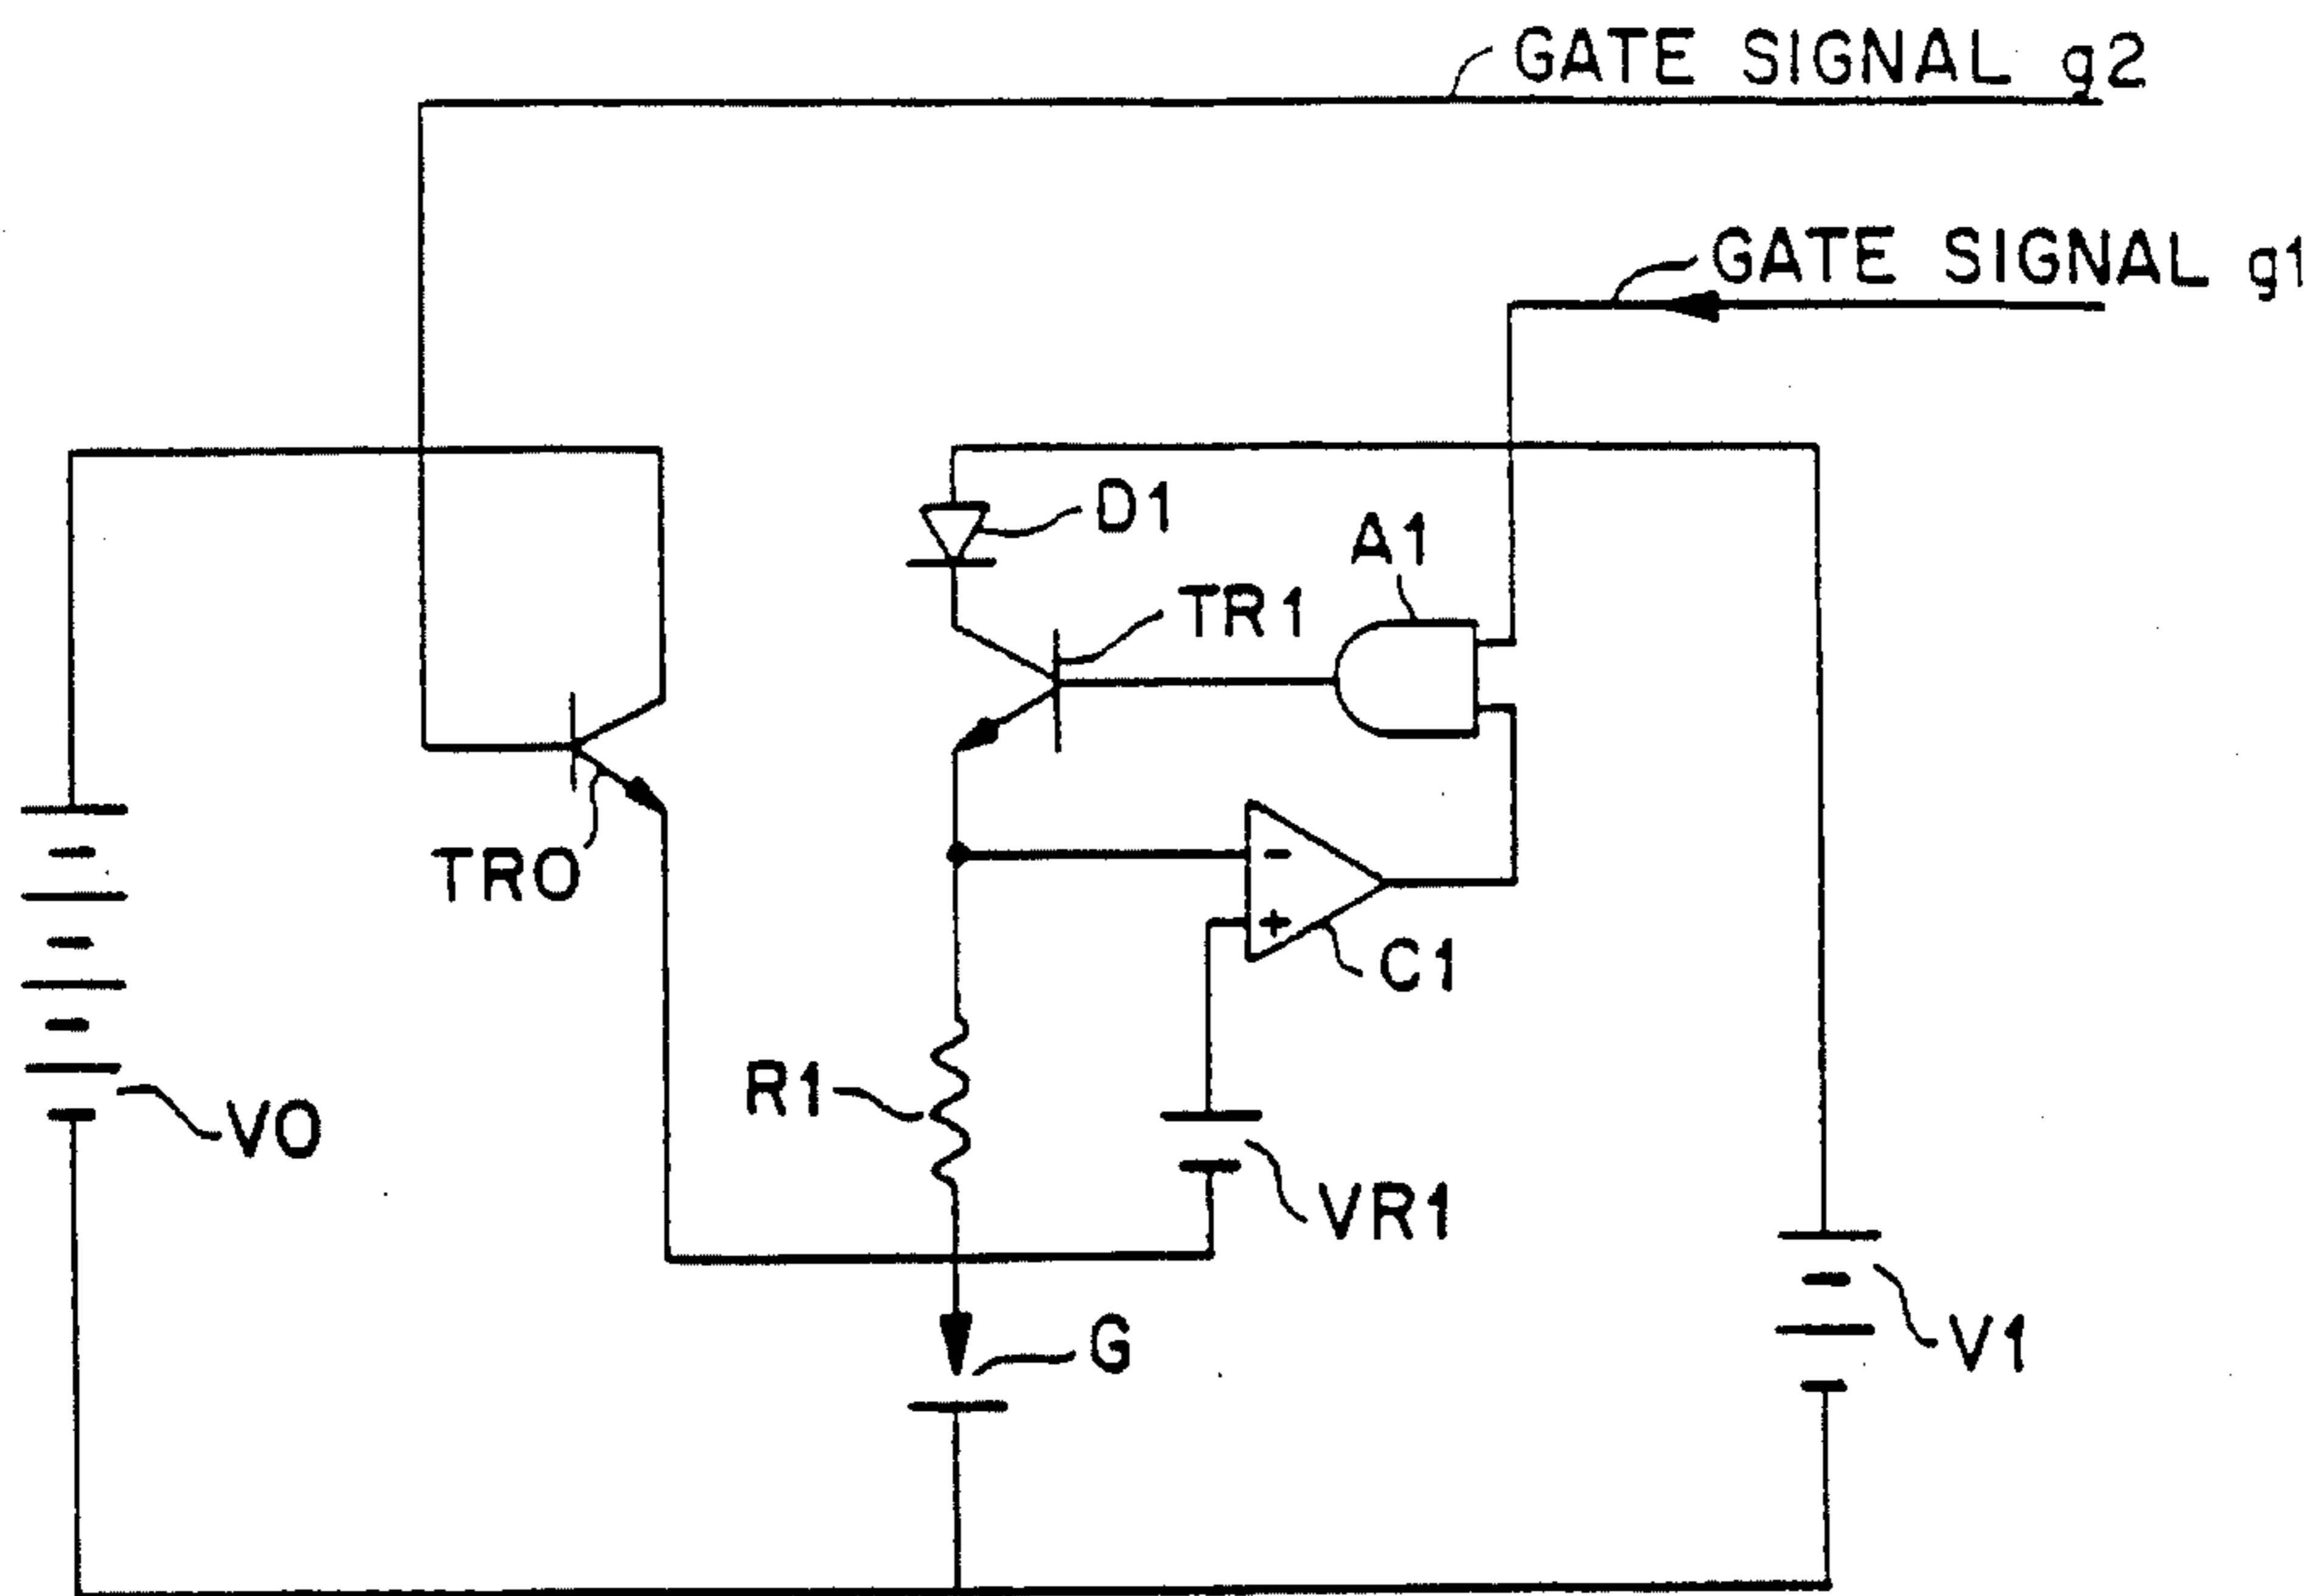 GATE SIGNAL g2
GATE SIGNAL g1
D1
A1
TR1
TRO
-
+
C1
R1
VO
VR1
G
V1